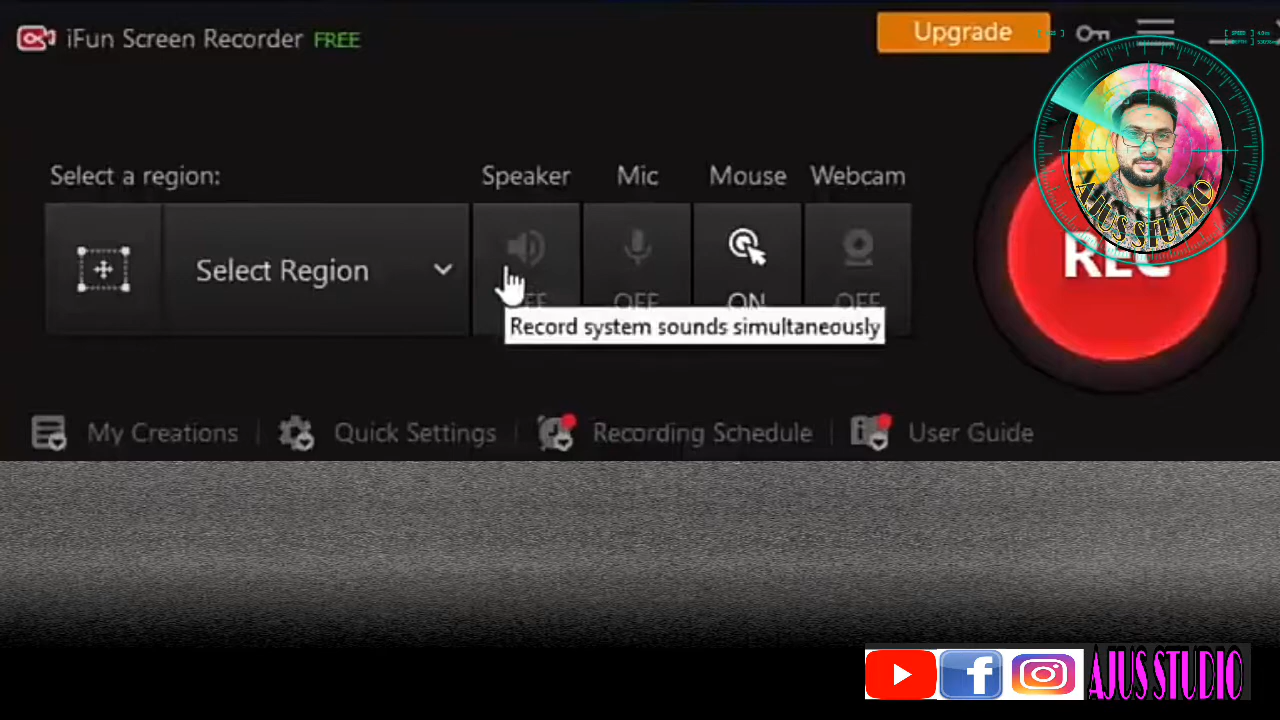 iFun Screen Recorder FREE
Upgrade
Select a region:
Speaker Mic Mouse Webcam
Select Region
OFF ON OFF
REC
Record system sounds simultaneously
My Creations
Quick Settings
Recording Schedule
User Guide
AJUS STUDIO
AJUS STUDIO